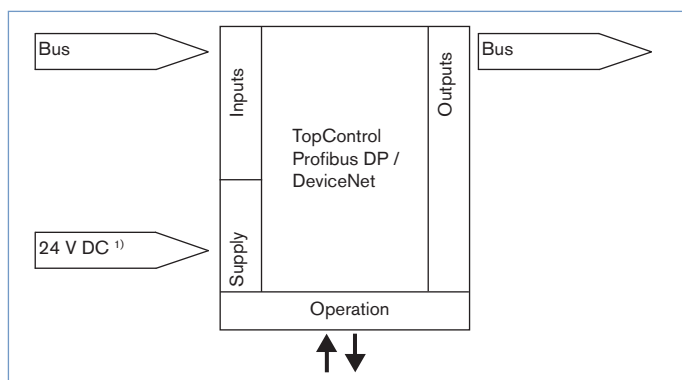 Bus
Inputs
Outputs
Bus
TopControl
Profibus DP /
DeviceNet
24 V DC 1)
Supply
Operation